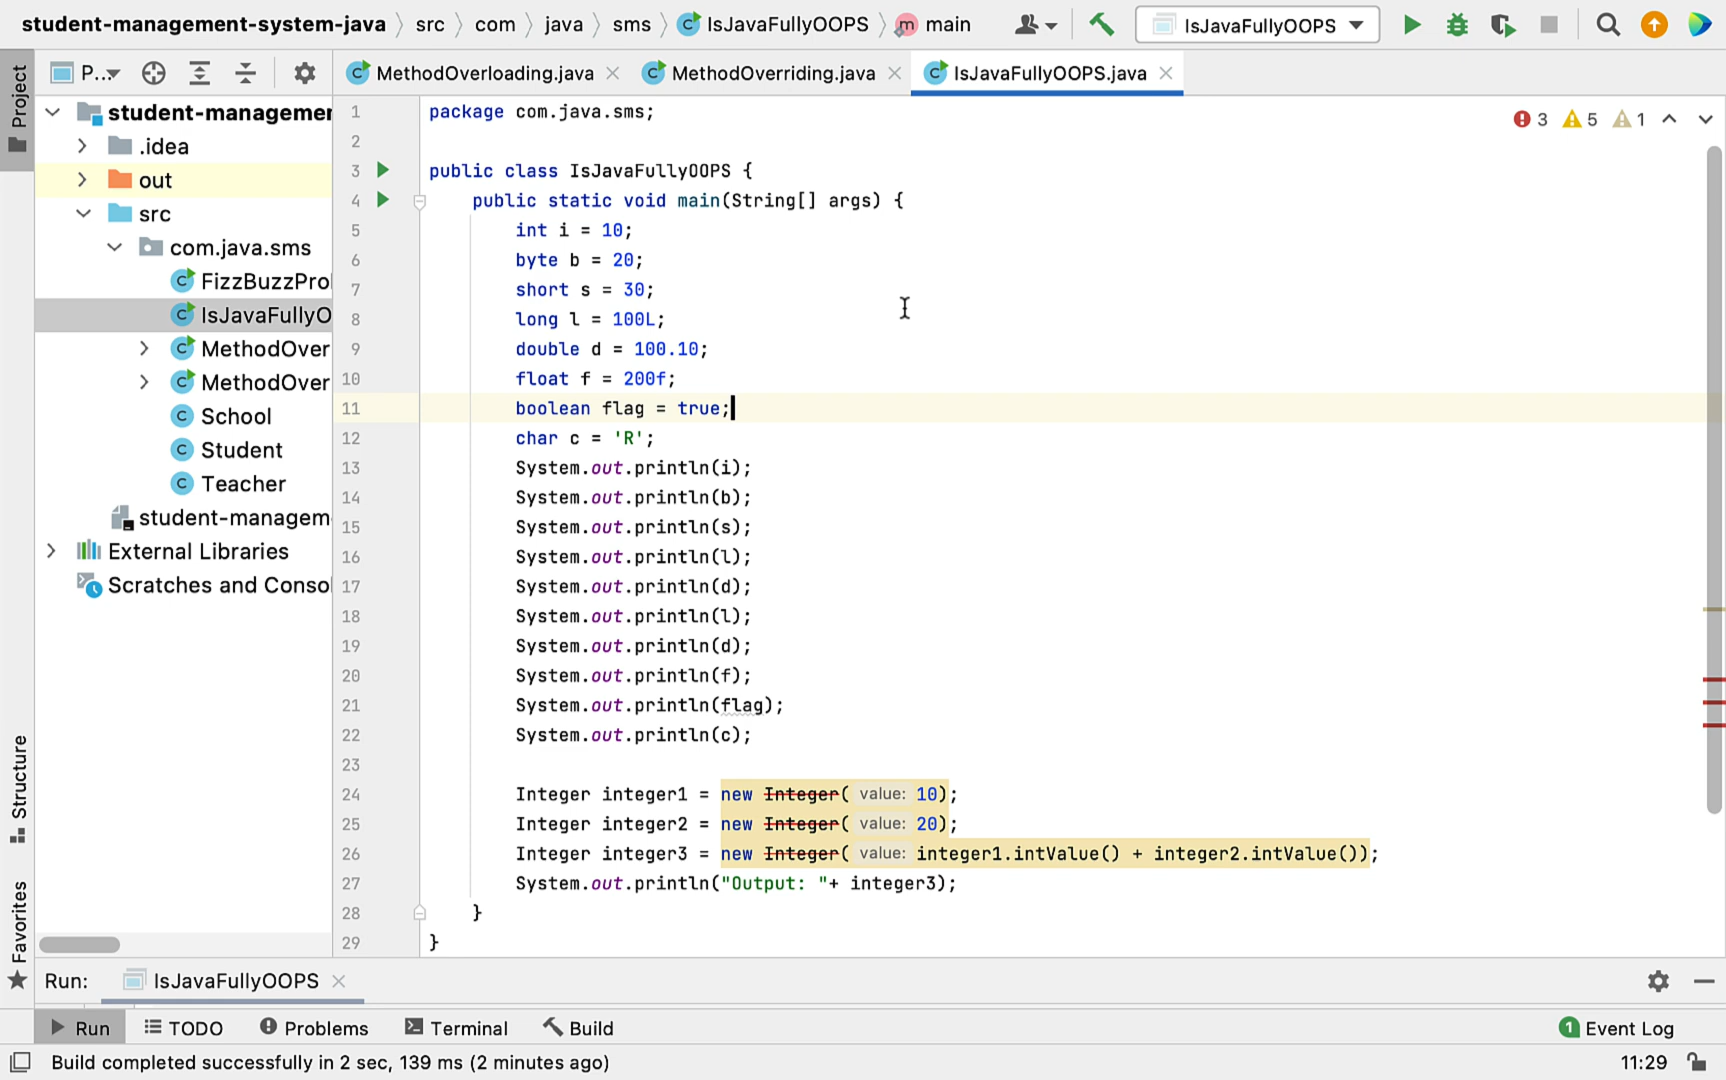 student-management-system-java src com java sms IsJavaFullyOOPS main IsJavaFullyOOPS
Project P.. MethodOverloading.java MethodOverriding.java IsJavaFullyOOPS.java
3 5 1
student-managemer
.idea
out
src
com.java.sms
FizzBuzzPro
IsJavaFullyO
MethodOver
MethodOver
School
Student
Teacher
student-managem
External Libraries
Scratches and Conso
1 package com.java.sms;
2
3 public class IsJavaFullyOOPS {
4 public static void main(String[] args) {
5 int i = 10;
6 byte b = 20;
7 short s = 30;
8 long l = 100L;
9 double d = 100.10;
10 float f = 200f;
11 boolean flag = true;
12 char c = 'R';
13 System.out.println(i);
14 System.out.println(b);
15 System.out.println(s);
16 System.out.println(l);
17 System.out.println(d);
18 System.out.println(l);
19 System.out.println(d);
20 System.out.println(f);
21 System.out.println(flag);
22 System.out.println(c);
23
24 Integer integer1 = new Integer( value: 10);
25 Integer integer2 = new Integer( value: 20);
26 Integer integer3 = new Integer( value: integer1.intValue() + integer2.intValue());
27 System.out.println("Output: "+ integer3);
28 }
29 }
Structure
Favorites
Run: IsJavaFullyOOPS
Run TODO Problems Terminal Build 1 Event Log
Build completed successfully in 2 sec, 139 ms (2 minutes ago) 11:29